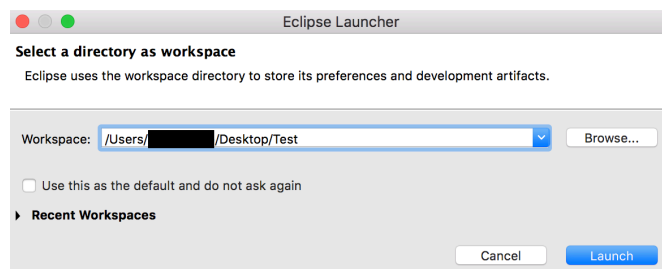 Eclipse Launcher
Select a directory as workspace
Eclipse uses the workspace directory to store its preferences and development artifacts.
Workspace: /Users/ /Desktop/Test Browse...
Use this as the default and do not ask again
Recent Workspaces
Cancel Launch